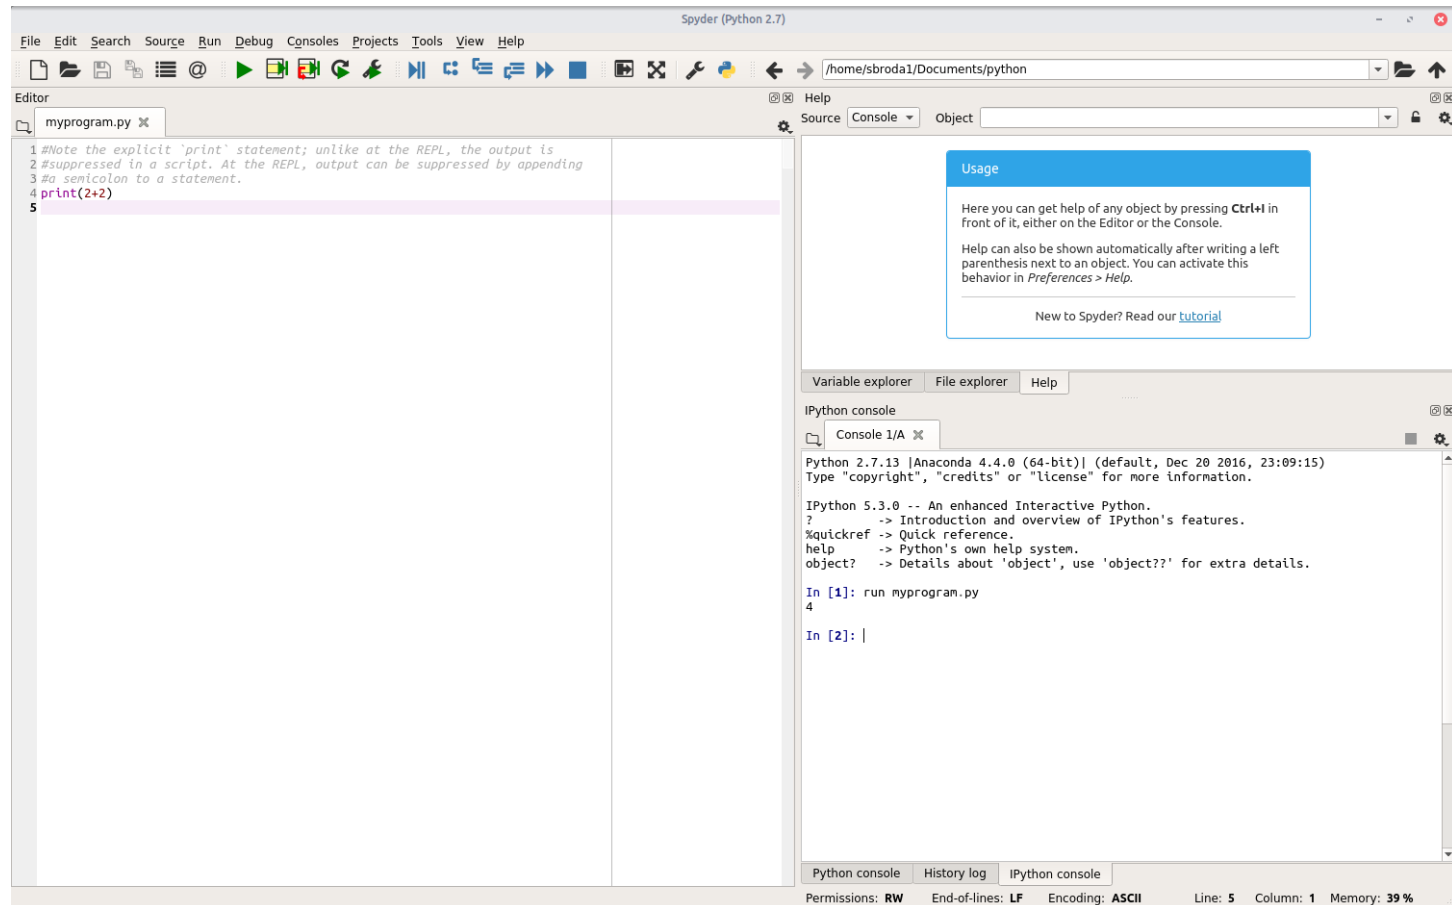 Spyder (Python 2.7)
File Edit Search Source Run Debug Consoles Projects Tools View Help
/home/sbroda1/Documents/python
Editor
myprogram.py
1 #Note the explicit `print` statement; unlike at the REPL, the output is
2 #suppressed in a script. At the REPL, output can be suppressed by appending
3 #a semicolon to a statement.
4 print(2+2)
5
Help
Source Console Object
Usage
Here you can get help of any object by pressing Ctrl+I in
front of it, either on the Editor or the Console.
Help can also be shown automatically after writing a left
parenthesis next to an object. You can activate this
behavior in Preferences > Help.
New to Spyder? Read our tutorial
Variable explorer File explorer Help
IPython console
Console 1/A
Python 2.7.13 |Anaconda 4.4.0 (64-bit)| (default, Dec 20 2016, 23:09:15)
Type "copyright", "credits" or "license" for more information.
IPython 5.3.0 -- An enhanced Interactive Python.
? -> Introduction and overview of IPython's features.
%quickref -> Quick reference.
help -> Python's own help system.
object? -> Details about 'object', use 'object??' for extra details.
In [1]: run myprogram.py
4
In [2]:
Python console History log IPython console
Permissions: RW End-of-lines: LF Encoding: ASCII Line: 5 Column: 1 Memory: 39 %